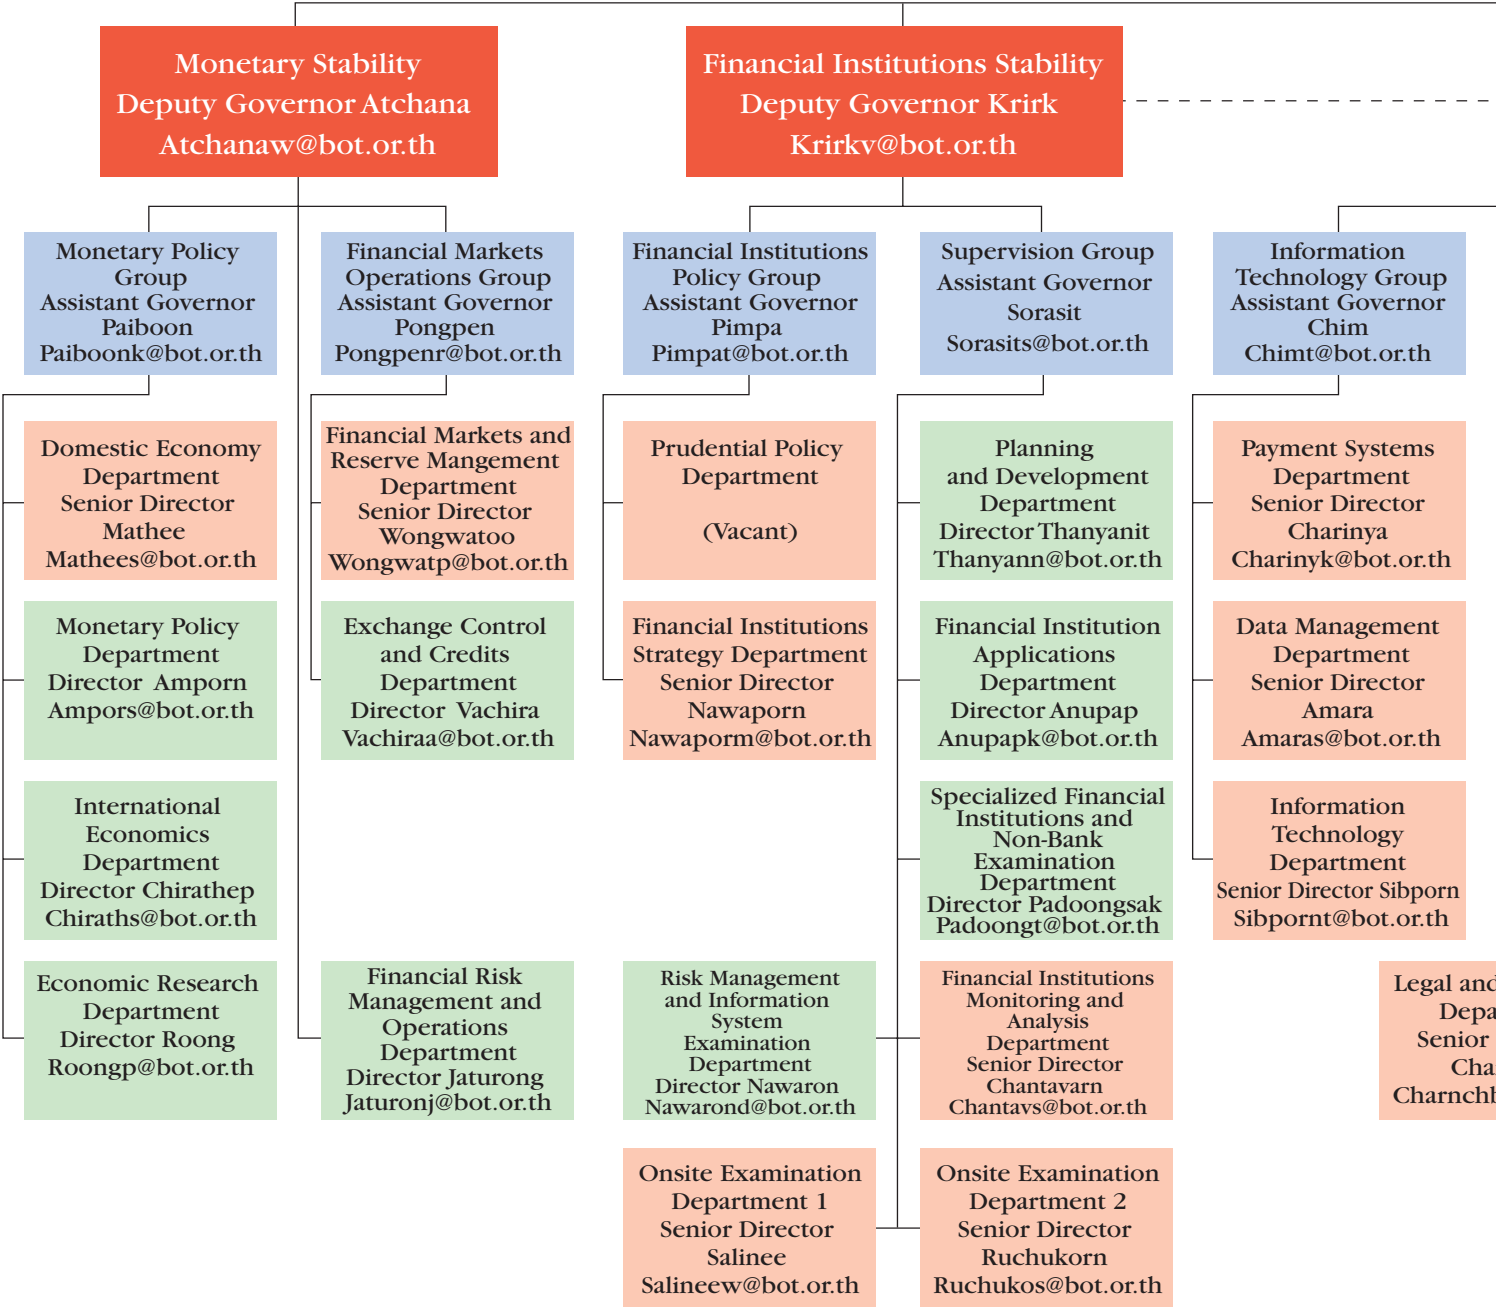 Monetary Stability
Deputy Governor Atchana
Atchanaw@bot.or.th
Financial Institutions Stability
Deputy Governor Krirk
Krirkv@bot.or.th
Monetary Policy
Group
Assistant Governor
Paiboon
Paiboonk@bot.or.th
Financial Markets
Operations Group
Assistant Governor
Pongpen
Pongpenr@bot.or.th
Financial Institutions
Policy Group
Assistant Governor
Pimpa
Pimpat@bot.or.th
Supervision Group
Assistant Governor
Sorasit
Sorasits@bot.or.th
Information
Technology Group
Assistant Governor
Chim
Chimt@bot.or.th
Domestic Economy
Department
Senior Director
Mathee
Mathees@bot.or.th
Financial Markets and
Reserve Mangement
Department
Senior Director
Wongwatoo
Wongwatp@bot.or.th
Prudential Policy
Department
(Vacant)
Planning
and Development
Department
Director Thanyanit
Thanyann@bot.or.th
Payment Systems
Department
Senior Director
Charinya
Charinyk@bot.or.th
Monetary Policy
Department
Director Amporn
Ampors@bot.or.th
Exchange Control
and Credits
Department
Director Vachira
Vachiraa@bot.or.th
Financial Institutions
Strategy Department
Senior Director
Nawaporn
Nawaporm@bot.or.th
Financial Institution
Applications
Department
Director Anupap
Anupapk@bot.or.th
Data Management
Department
Senior Director
Amara
Amaras@bot.or.th
International
Economics
Department
Director Chirathep
Chiraths@bot.or.th
Specialized Financial
Institutions and
Non-Bank
Examination
Department
Director Padoongsak
Padoongt@bot.or.th
Information
Technology
Department
Senior Director Sibporn
Sibpornt@bot.or.th
Economic Research
Department
Director Roong
Roongp@bot.or.th
Financial Risk
Management and
Operations
Department
Director Jaturong
Jaturonj@bot.or.th
Risk Management
and Information
System
Examination
Department
Director Nawaron
Nawarond@bot.or.th
Financial Institutions
Monitoring and
Analysis
Department
Senior Director
Chantavarn
Chantavs@bot.or.th
Legal and
Depa
Senior
Cha
Charnch
Onsite Examination
Department 1
Senior Director
Salinee
Salineew@bot.or.th
Onsite Examination
Department 2
Senior Director
Ruchukorn
Ruchukos@bot.or.th